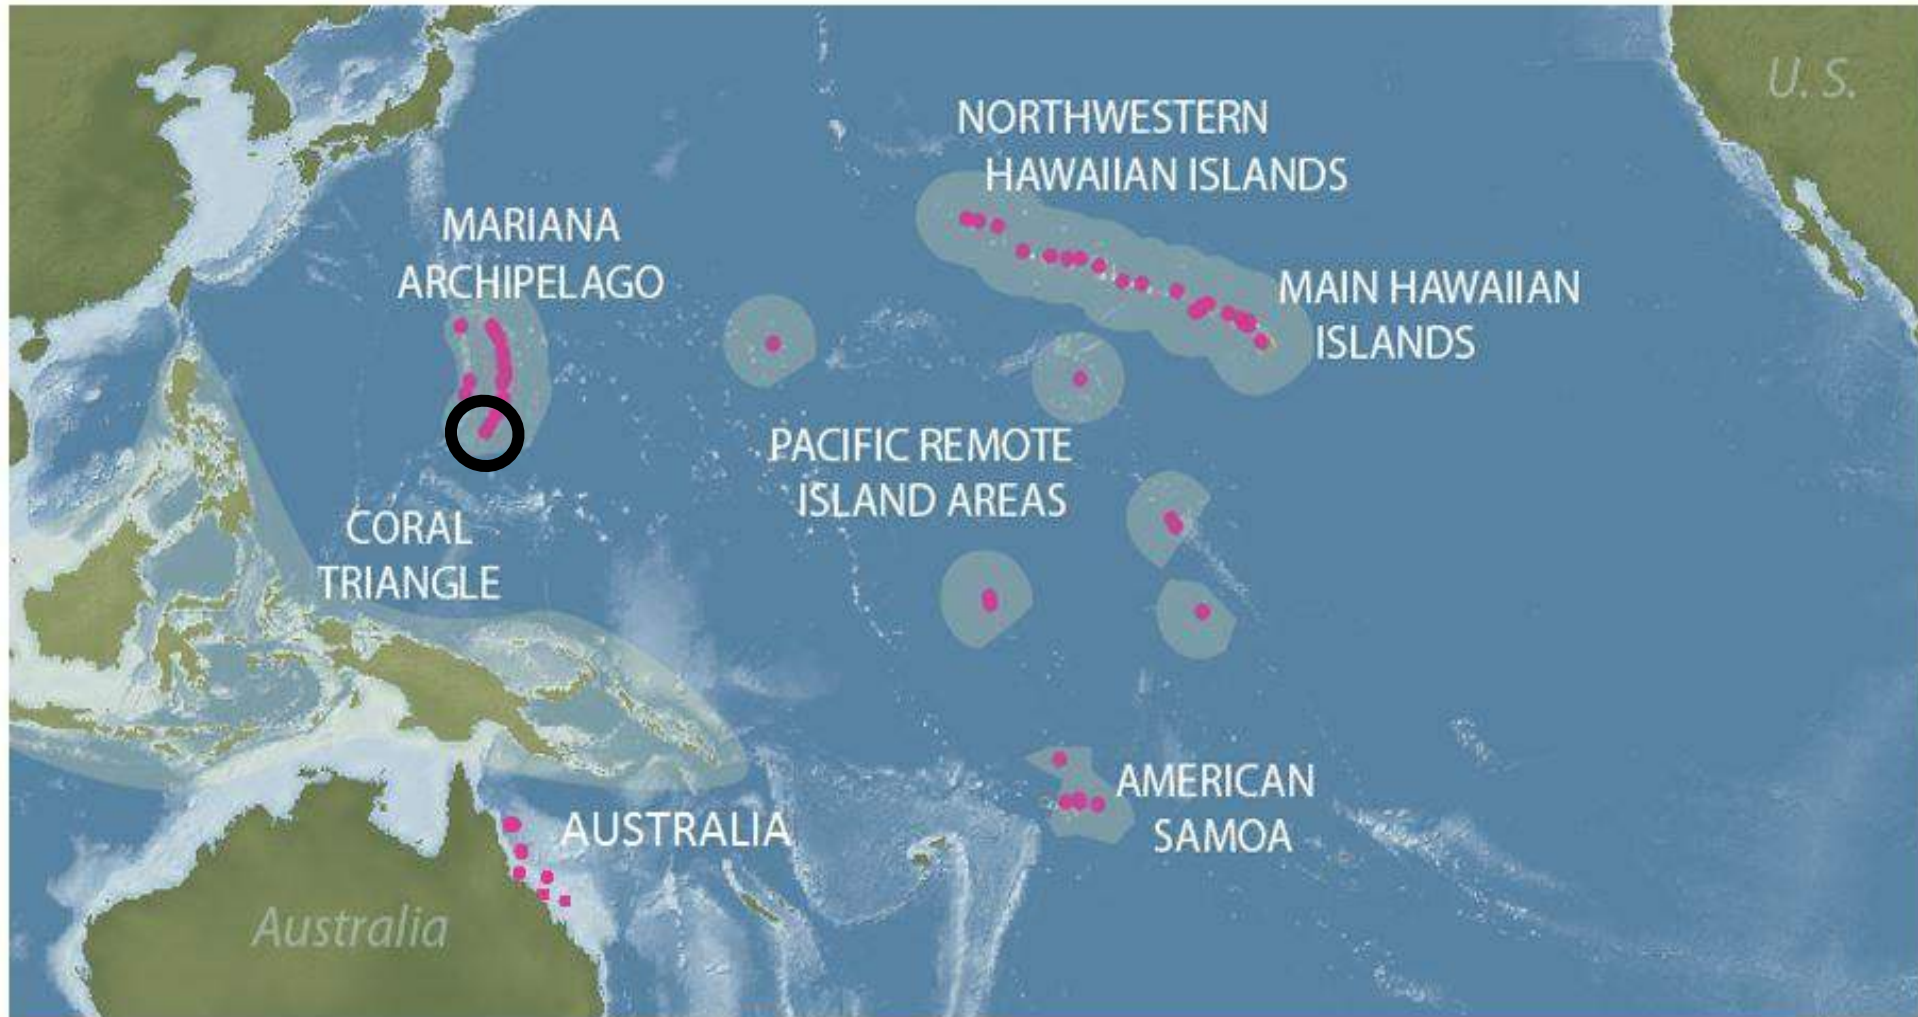 U. S.
NORTHWESTERN
HAWAIIAN ISLANDS
MARIANA
ARCHIPELAGO
MAIN HAWAIIAN
ISLANDS
PACIFIC REMOTE
ISLAND AREAS
CORAL
TRIANGLE
AMERICAN
SAMOA
AUSTRALIA
Australia